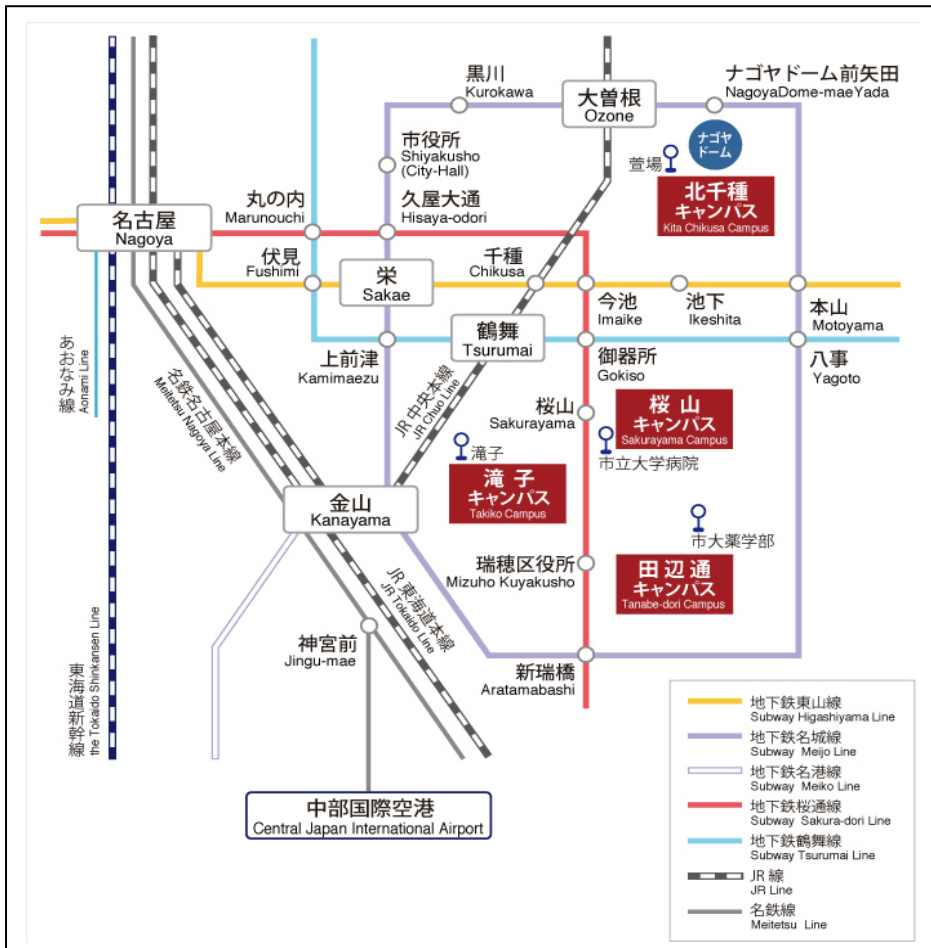 黒川
Kurokawa
大曽根
Ozone
ナゴヤドーム前矢田
NagoyaDome-maeYada
市役所
Shiyakusho
(City-Hall)
ナゴヤ
ドーム
萱場
北千種
キャンパス
Kita Chikusa Campus
丸の内
Marunouchi
久屋大通
Hisaya-odori
名古屋
Nagoya
伏見
Fushimi
栄
Sakae
千種
Chikusa
今池
Imaike
池下
Ikeshita
本山
Motoyama
鶴舞
Tsurumai
上前津
Kamimaezu
御器所
Gokiso
八事
Yagoto
あおなみ線
Aonami Line
名鉄名古屋本線
Meitetsu Nagoya Line
JR中央本線
JR Chuo Line
桜山
Sakurayama
桜山
キャンパス
Sakurayama Campus
市立大学病院
滝子
滝子
キャンパス
Takiko Campus
金山
Kanayama
市大薬学部
瑞穂区役所
Mizuho Kuyakusho
田辺通
キャンパス
Tanabe-dori Campus
JR東海道本線
JR Tokaido Line
神宮前
Jingu-mae
新瑞橋
Aratamabashi
東海道新幹線
the Tokaido Shinkansen Line
中部国際空港
Central Japan International Airport
地下鉄東山線
Subway Higashiyama Line
地下鉄名城線
Subway Meijo Line
地下鉄名港線
Subway Meiko Line
地下鉄桜通線
Subway Sakura-dori Line
地下鉄鶴舞線
Subway Tsurumai Line
JR線
JR Line
名鉄線
Meitetsu Line